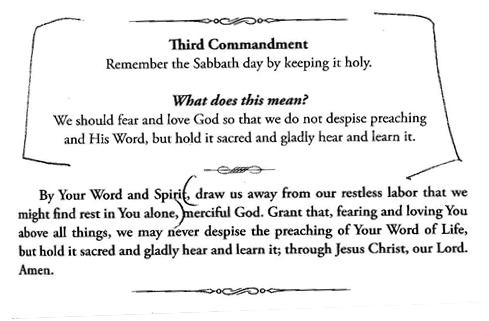 Third Commandment
Remember the Sabbath day by keeping it holy.
What does this mean?
We should fear and love God so that we do not despise preaching
and His Word, but hold it sacred and gladly hear and learn it.
By Your Word and Spirit, draw us away from our restless labor that we
might find rest in You alone, merciful God. Grant that, fearing and loving You
above all things, we may never despise the preaching of Your Word of Life,
but hold it sacred and gladly hear and learn it; through Jesus Christ, our Lord.
Amen.